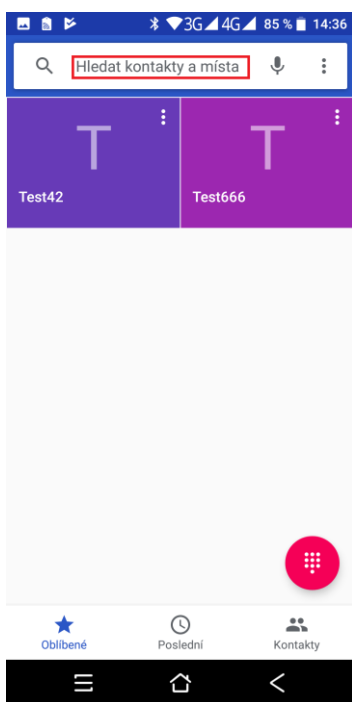 3G 4G 85 % 14:36
Hledat kontakty a místa
T T
Test42 Test666
Oblíbené Poslední Kontakty